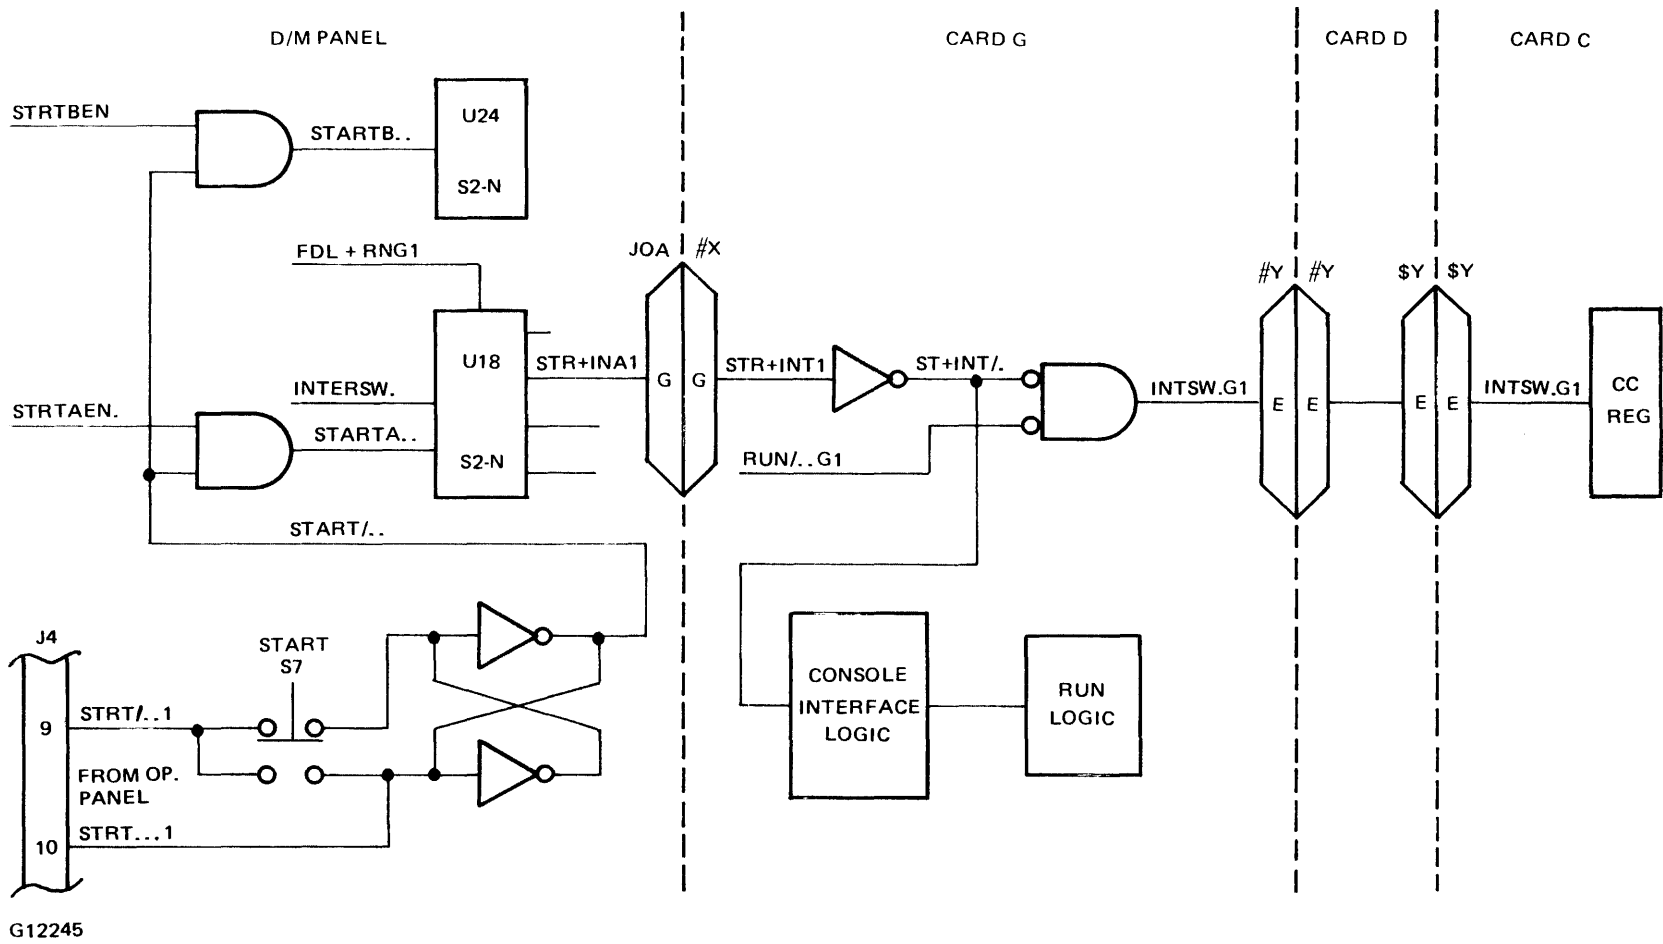 D/M PANEL
CARD G
CARD D
CARD C
STRTBEN
STARTB..
U24
S2-N
FDL + RNG1
JOA
#X
#Y
#Y
$Y
$Y
U18
S2-N
STR+INA1
G
G
STR+INT1
ST+INT/.
INTERSW.
STRTAEN.
STARTA..
RUN/..G1
INTSW.G1
E
E
E
E
INTSW.G1
CC
REG
START/..
J4
START
S7
9
STRT/..1
FROM OP.
PANEL
10
STRT...1
CONSOLE
INTERFACE
LOGIC
RUN
LOGIC
G12245